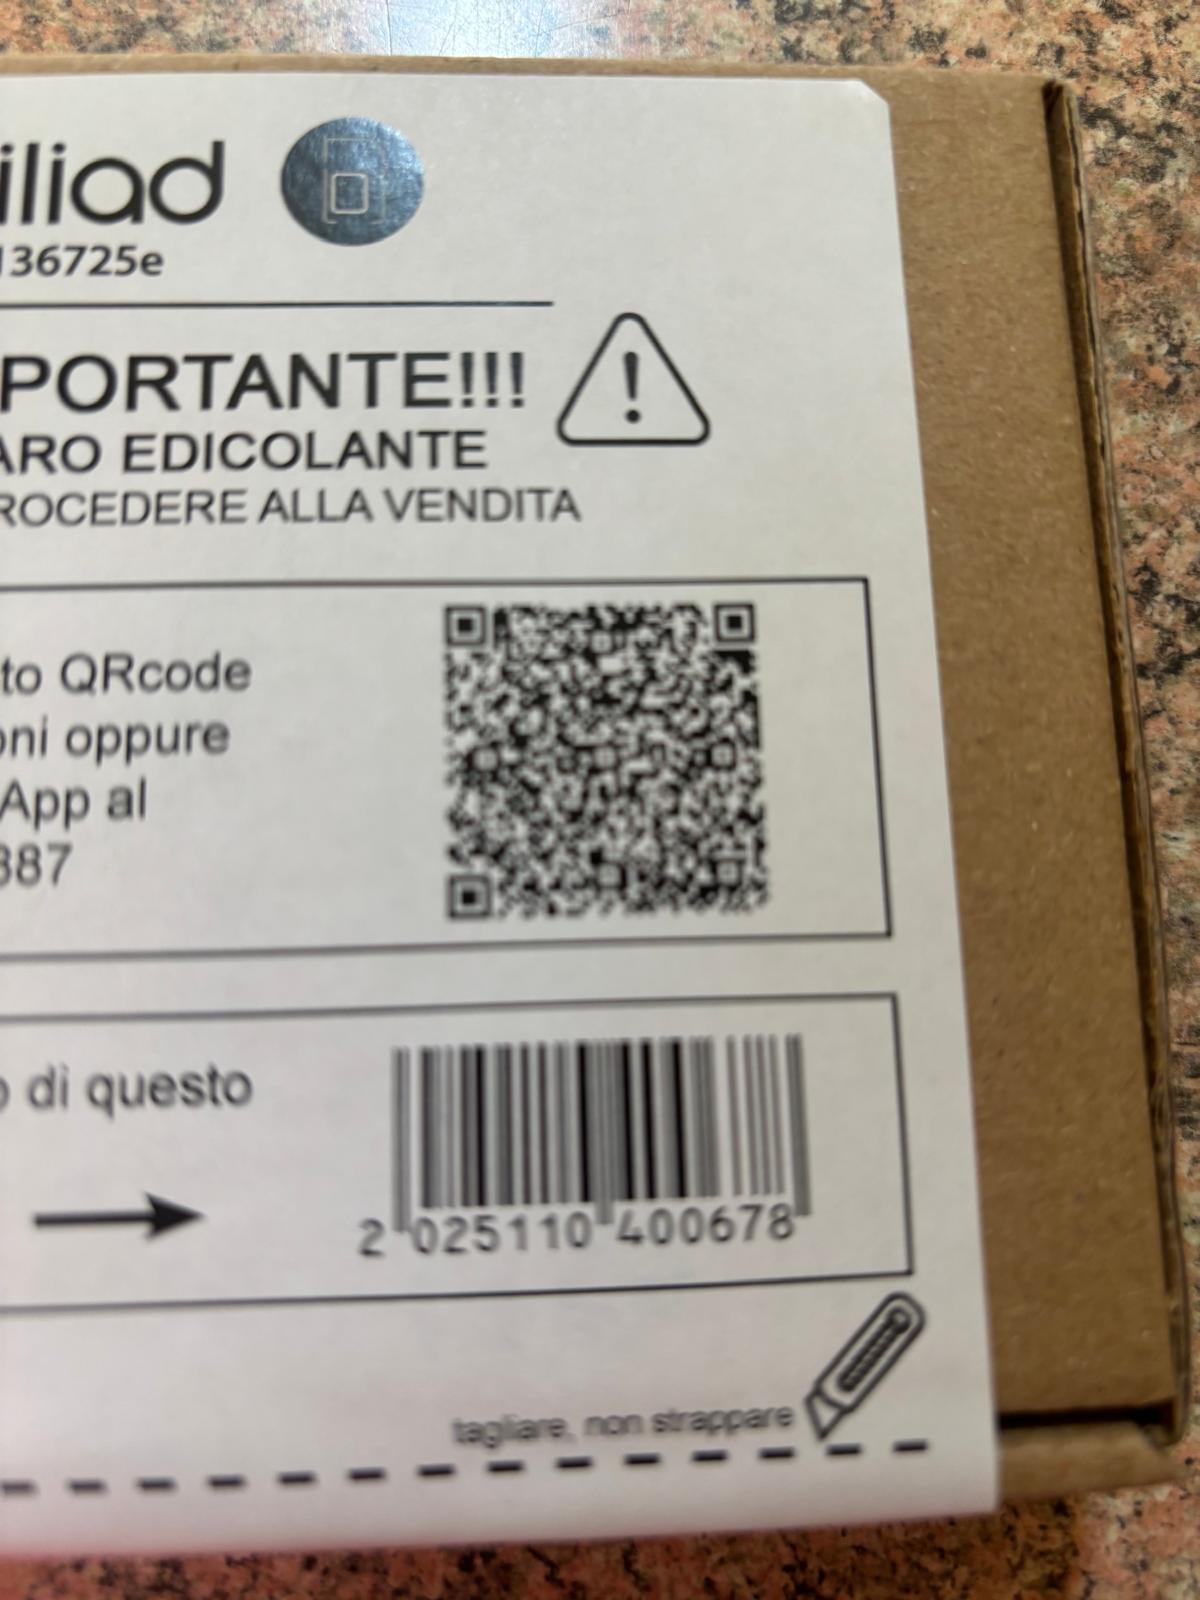 iliad
136725e
PORTANTE!!!
ARO EDICOLANTE
ROCEDERE ALLA VENDITA
to QRcode
oni oppure
App al
387
o di questo
2 025110 400678
tagliare, non strappare